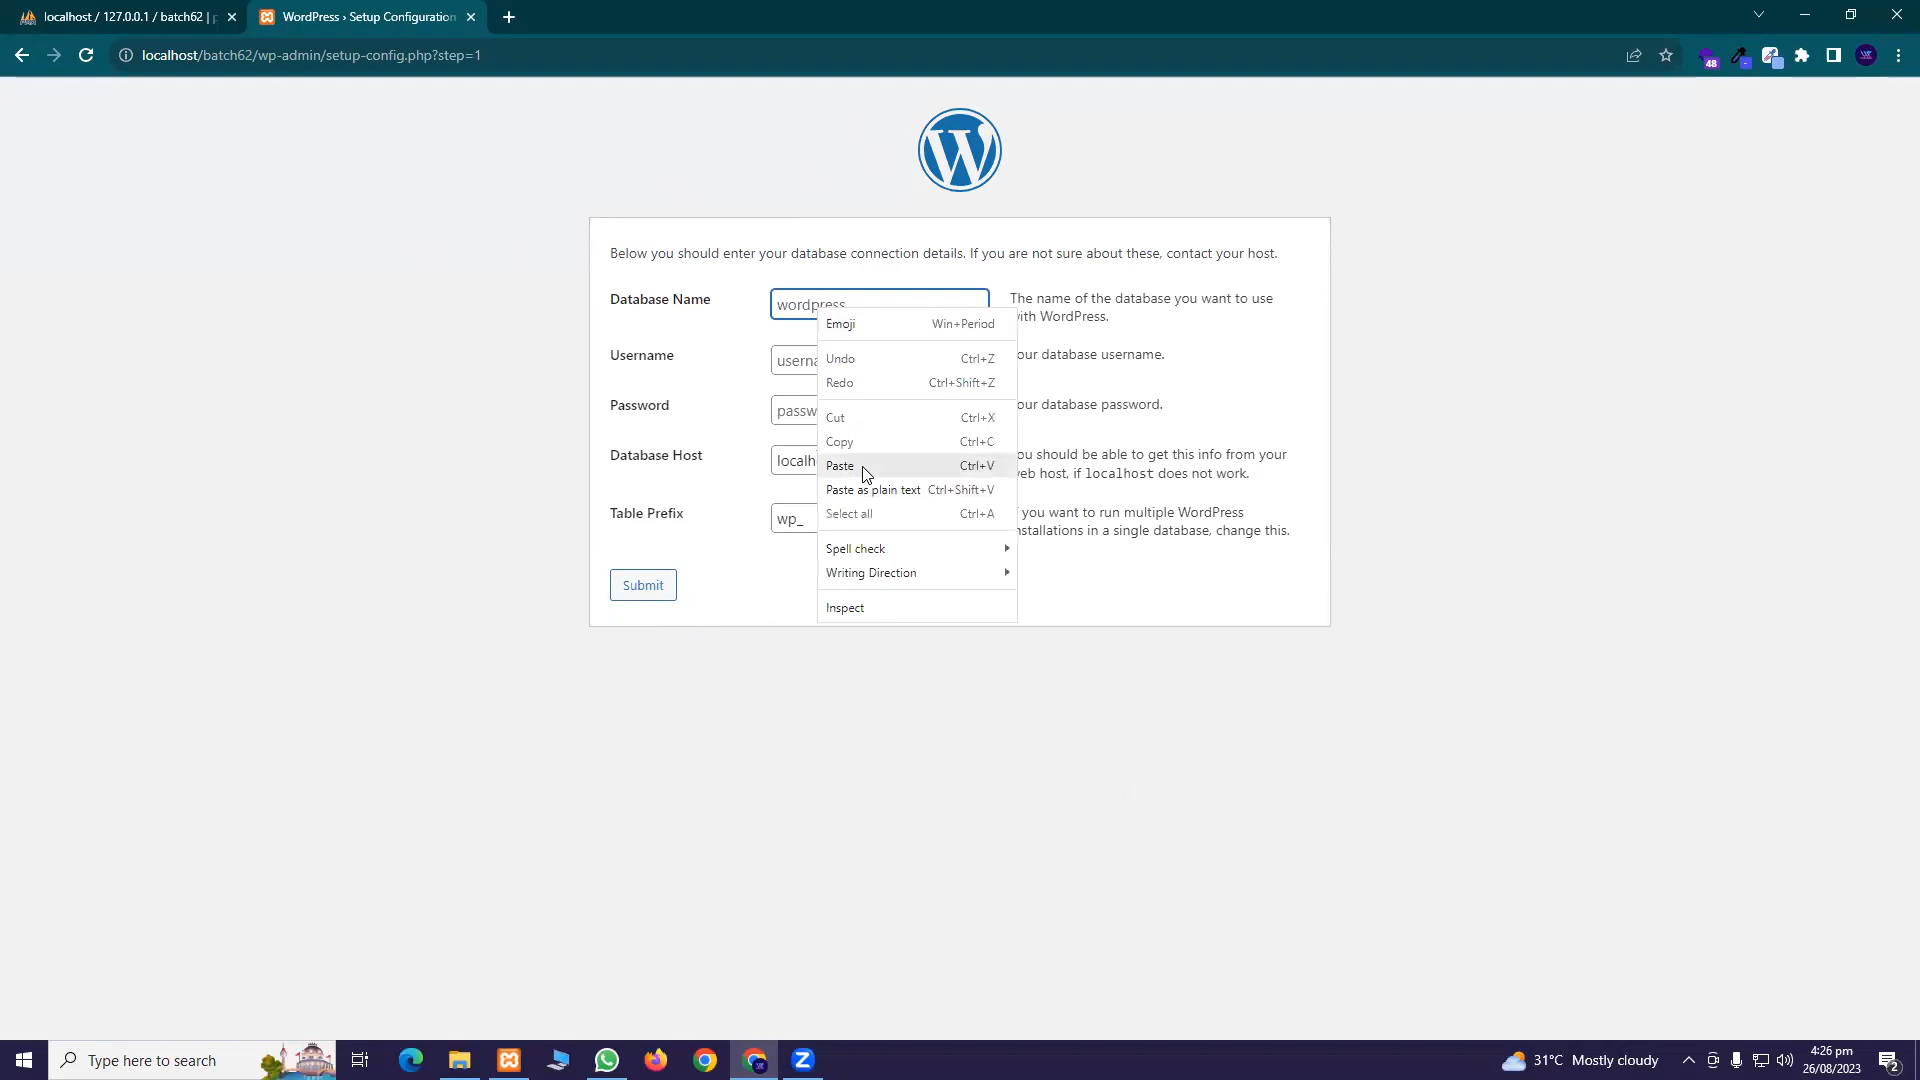 localhost / 127.0.0.1 / batch62 |
WordPress › Setup Configuration
localhost/batch62/wp-admin/setup-config.php?step=1
48
Below you should enter your database connection details. If you are not sure about these, contact your host.
Database Name
wordpress
The name of the database you want to use
with WordPress.
Username
userna
our database username.
Password
passw
our database password.
Database Host
localh
ou should be able to get this info from your
web host, if localhost does not work.
Table Prefix
wp_
f you want to run multiple WordPress
installations in a single database, change this.
Submit
Emoji Win+Period
Undo Ctrl+Z
Redo Ctrl+Shift+Z
Cut Ctrl+X
Copy Ctrl+C
Paste Ctrl+V
Paste as plain text Ctrl+Shift+V
Select all Ctrl+A
Spell check
Writing Direction
Inspect
Type here to search
31°C Mostly cloudy
4:26 pm
26/08/2023
2